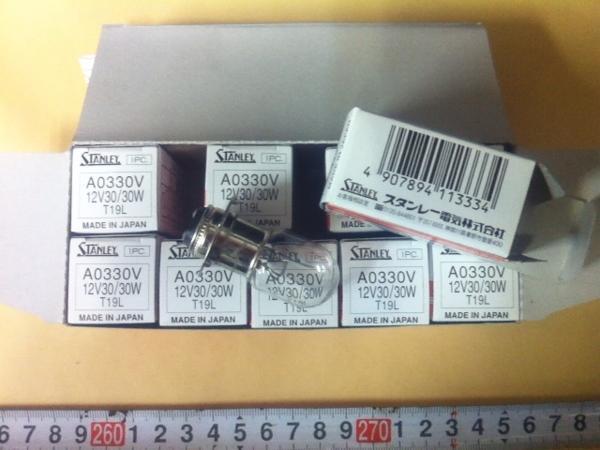 STANLEY 1PC.
A0330V
12V30/30W
T19L
MADE IN JAPAN
STANLEY 1PC.
A0330V
12V30/30W
4 907894 113334
STANLEY スタンレー電気株式会社
STANLEY 1PC.
A0330V
12V30/30W
T19L
MADE IN JAPAN
STANLEY
A0330V
12V30/30W
T19L
MADE IN JAPAN
STANLEY
A0330V
12V30/30W
T19L
MADE IN JAPAN
STANLEY 1PC.
A0330V
12V30/30W
T19L
MADE IN JAPAN
STANLEY 1PC.
A0330V
12V30/30W
T19L
MADE IN JAPAN
6 7 8 9 260 1 2 3 4 5 6 7 8 9 270 1 2 3 4 5 6 7 8 9